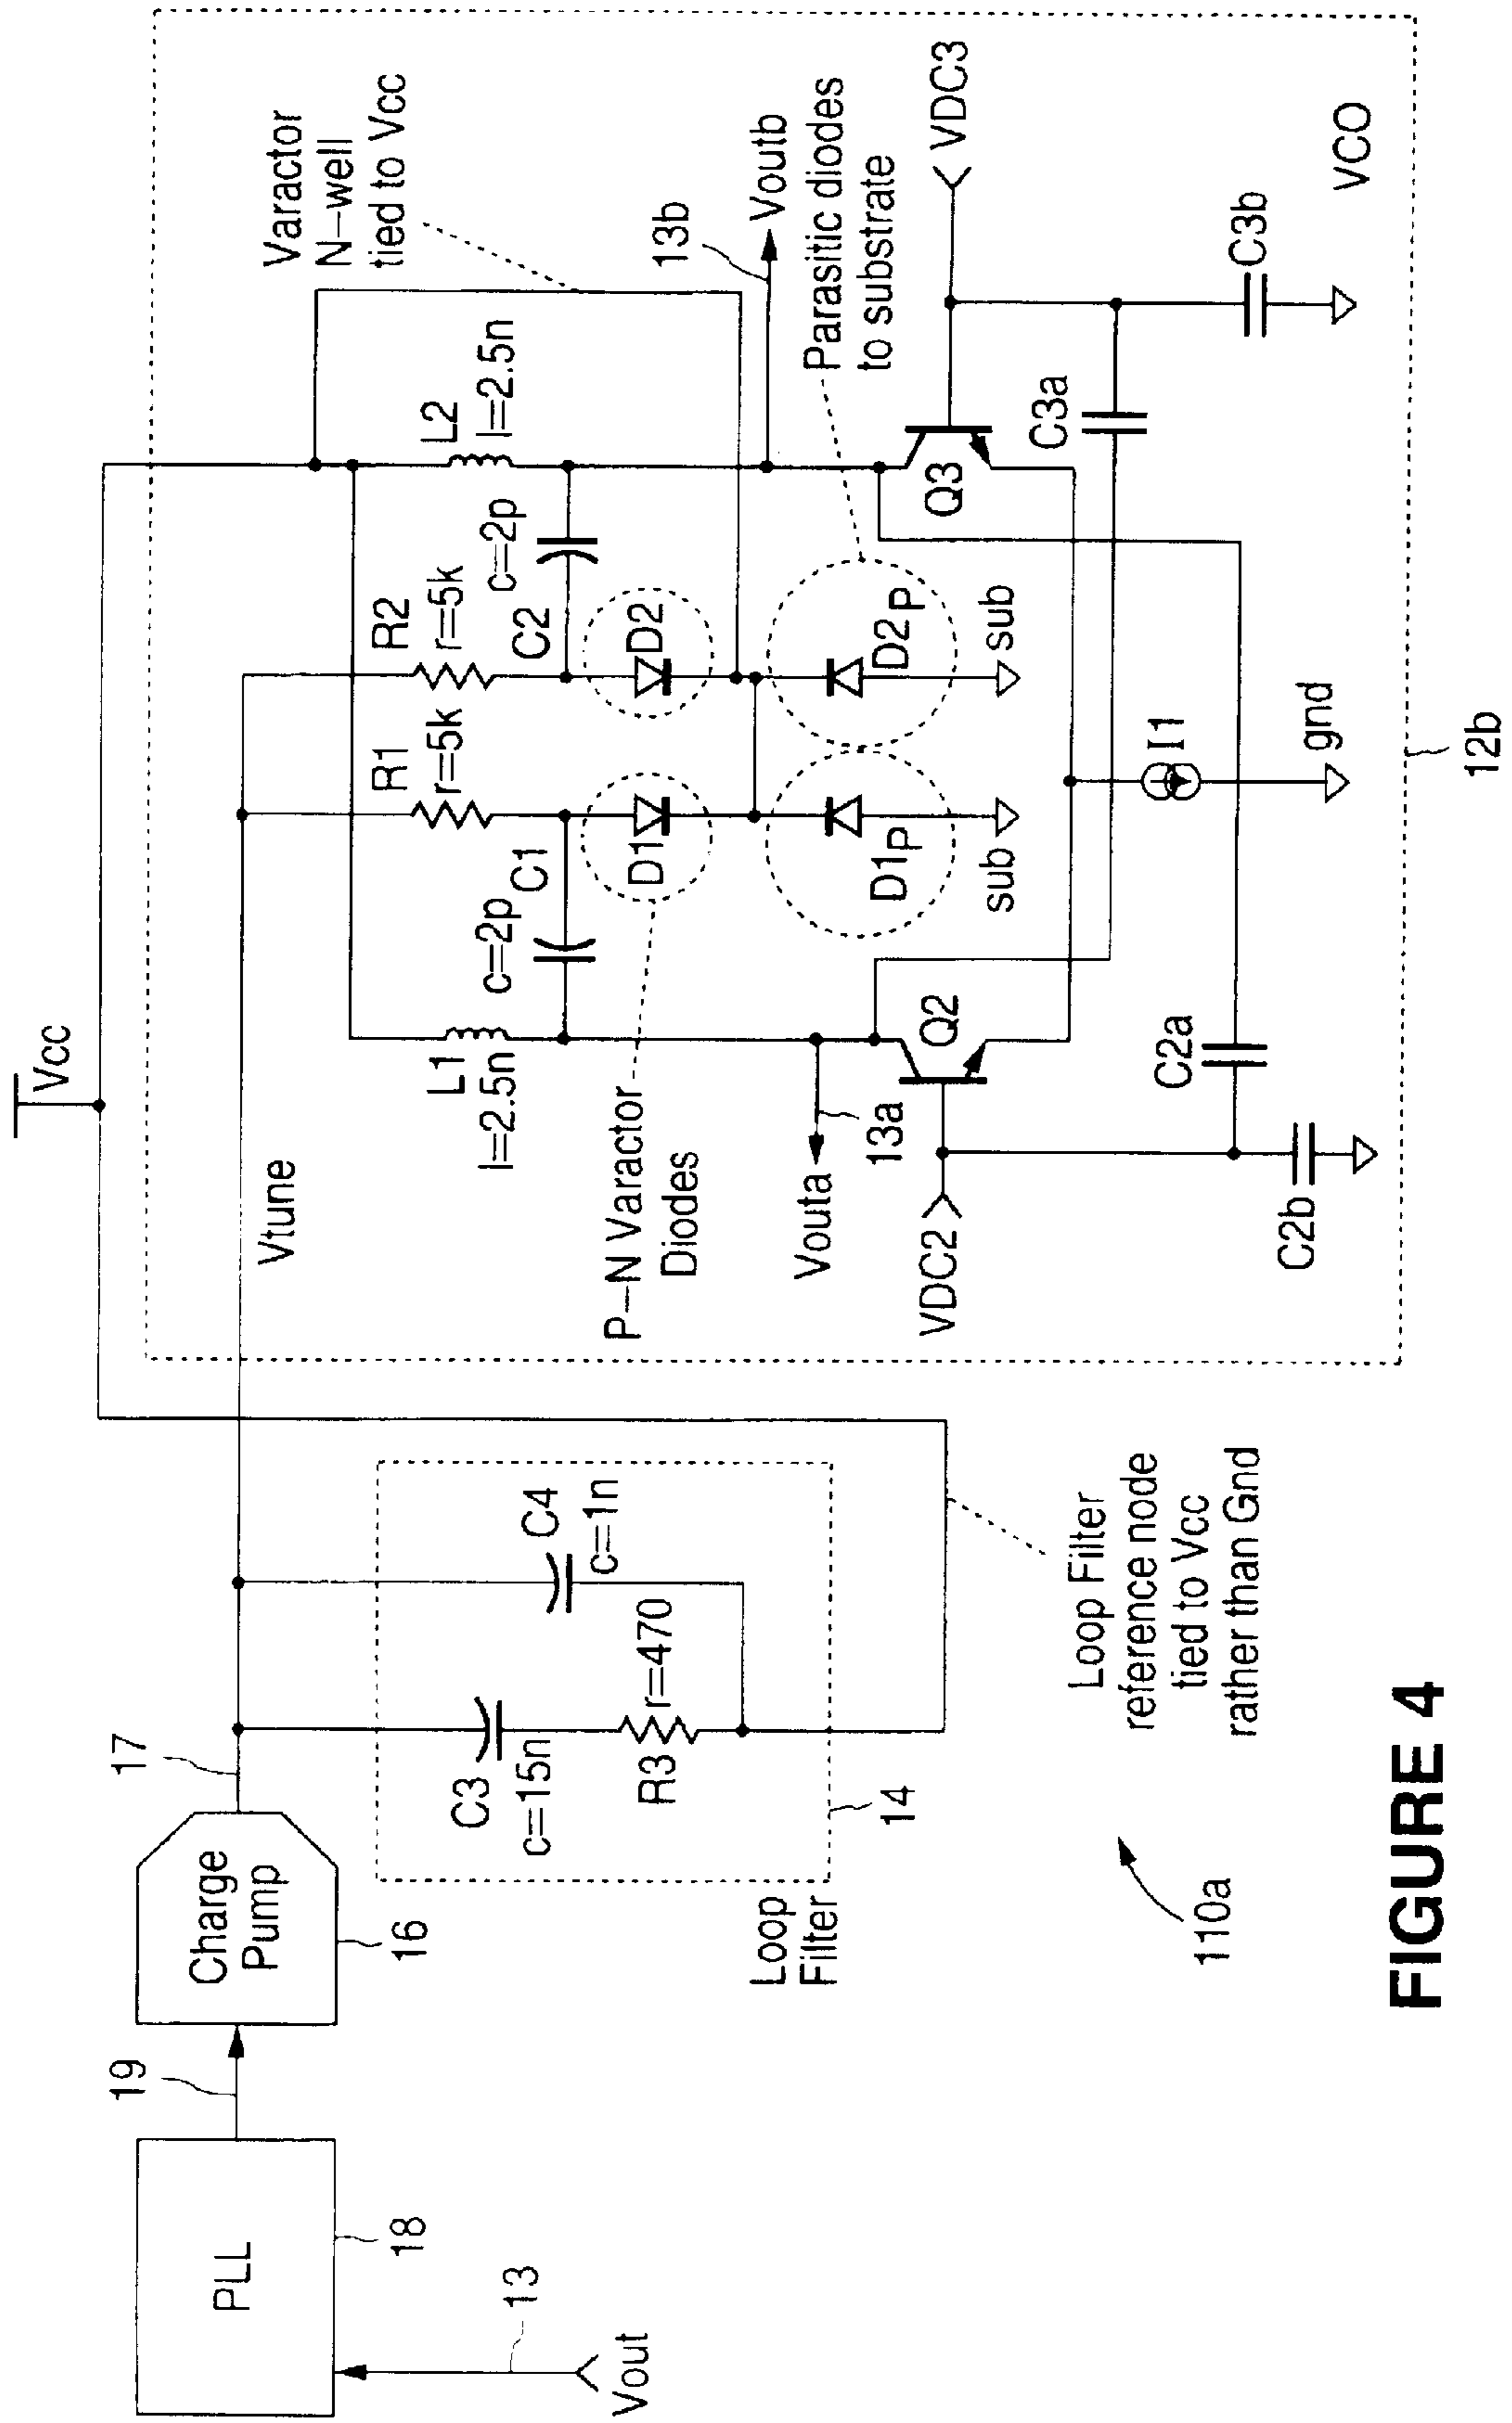 Vcc
Vtune
Varactor
N-well
tied to Vcc
PLL
18
19
Vout
13
Charge
Pump
16
17
Loop
Filter
14
C3
c=15n
R3
r=470
C4
c=1n
Loop Filter
reference node
tied to Vcc
rather than Gnd
110a
L1
l=2.5n
R1
r=5k
R2
r=5k
L2
l=2.5n
c=2p
C1
C2
c=2p
D1
D2
P-N Varactor
Diodes
D1P
D2P
sub
sub
13b
Voutb
Parasitic diodes
to substrate
Vouta
13a
Q2
Q3
VDC2
VDC3
C2a
C2b
C3a
C3b
I1
gnd
VCO
12b
FIGURE 4